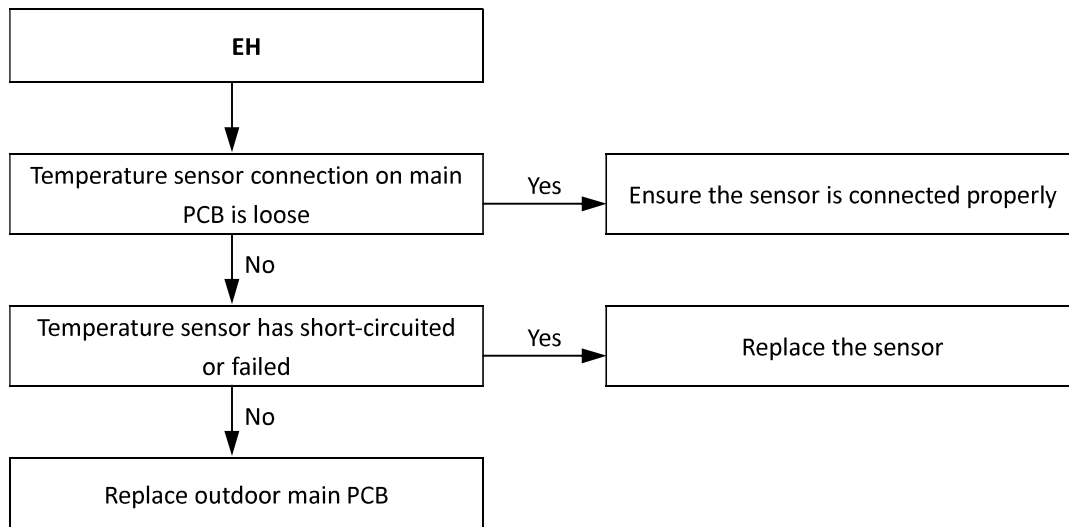 EH
Temperature sensor connection on main
PCB is loose
Yes
Ensure the sensor is connected properly
No
Temperature sensor has short-circuited
or failed
Yes
Replace the sensor
No
Replace outdoor main PCB